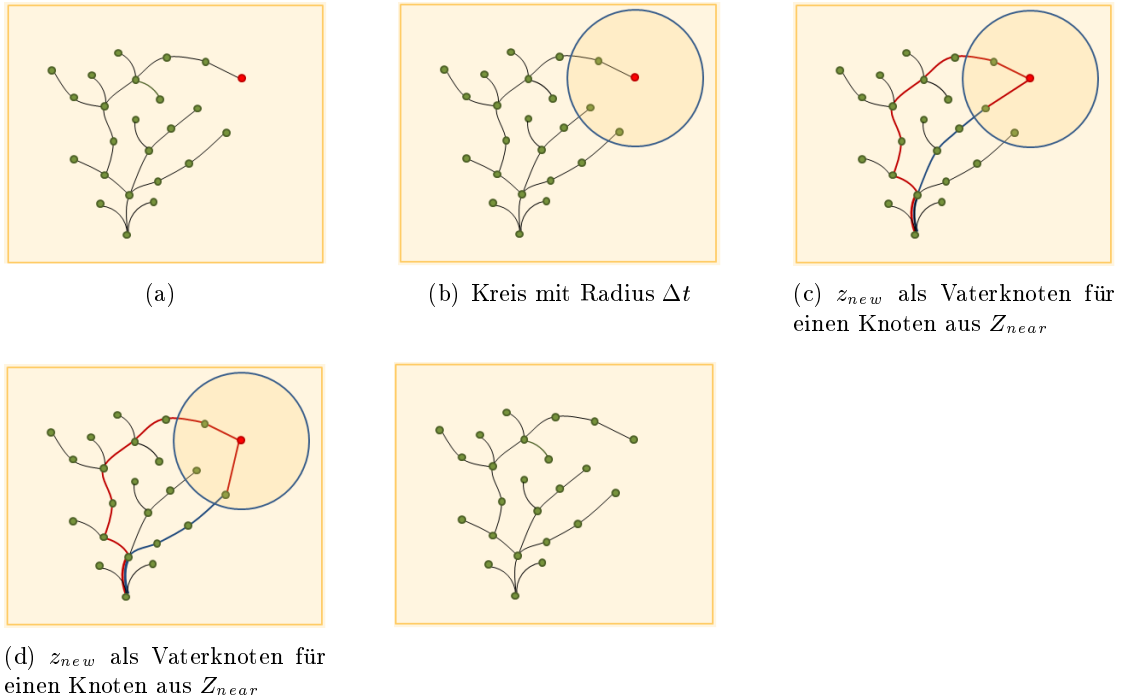 (a)
(b) Kreis mit Radius Δt
(c) z_new als Vaterknoten für
einen Knoten aus Z_near
(d) z_new als Vaterknoten für
einen Knoten aus Z_near